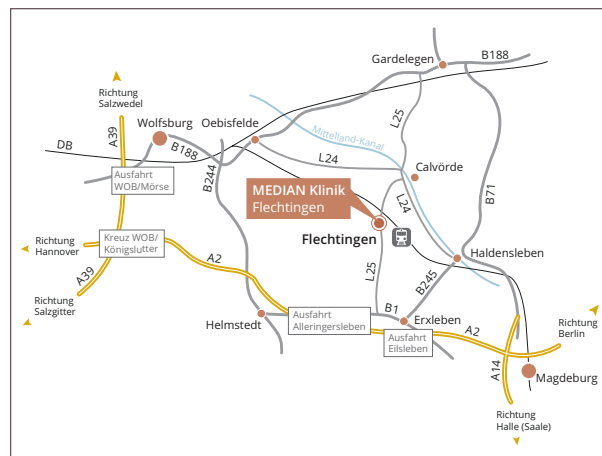 Gardelegen
B188
Richtung
Salzwedel
A39
Wolfsburg
Oebisfelde
Mittelland-Kanal
L25
DB
B188
L24
Calvörde
Ausfahrt
WOB/Mörse
B244
B71
MEDIAN Klinik
Flechtingen
L24
Flechtingen
Richtung
Hannover
Kreuz WOB/
Königslutter
A2
Haldensleben
A39
L25
B245
Richtung
Salzgitter
Helmstedt
Ausfahrt
Alleringersleben
B1
Erxleben
Ausfahrt
Eilsleben
A2
Richtung
Berlin
A14
Magdeburg
Richtung
Halle (Saale)